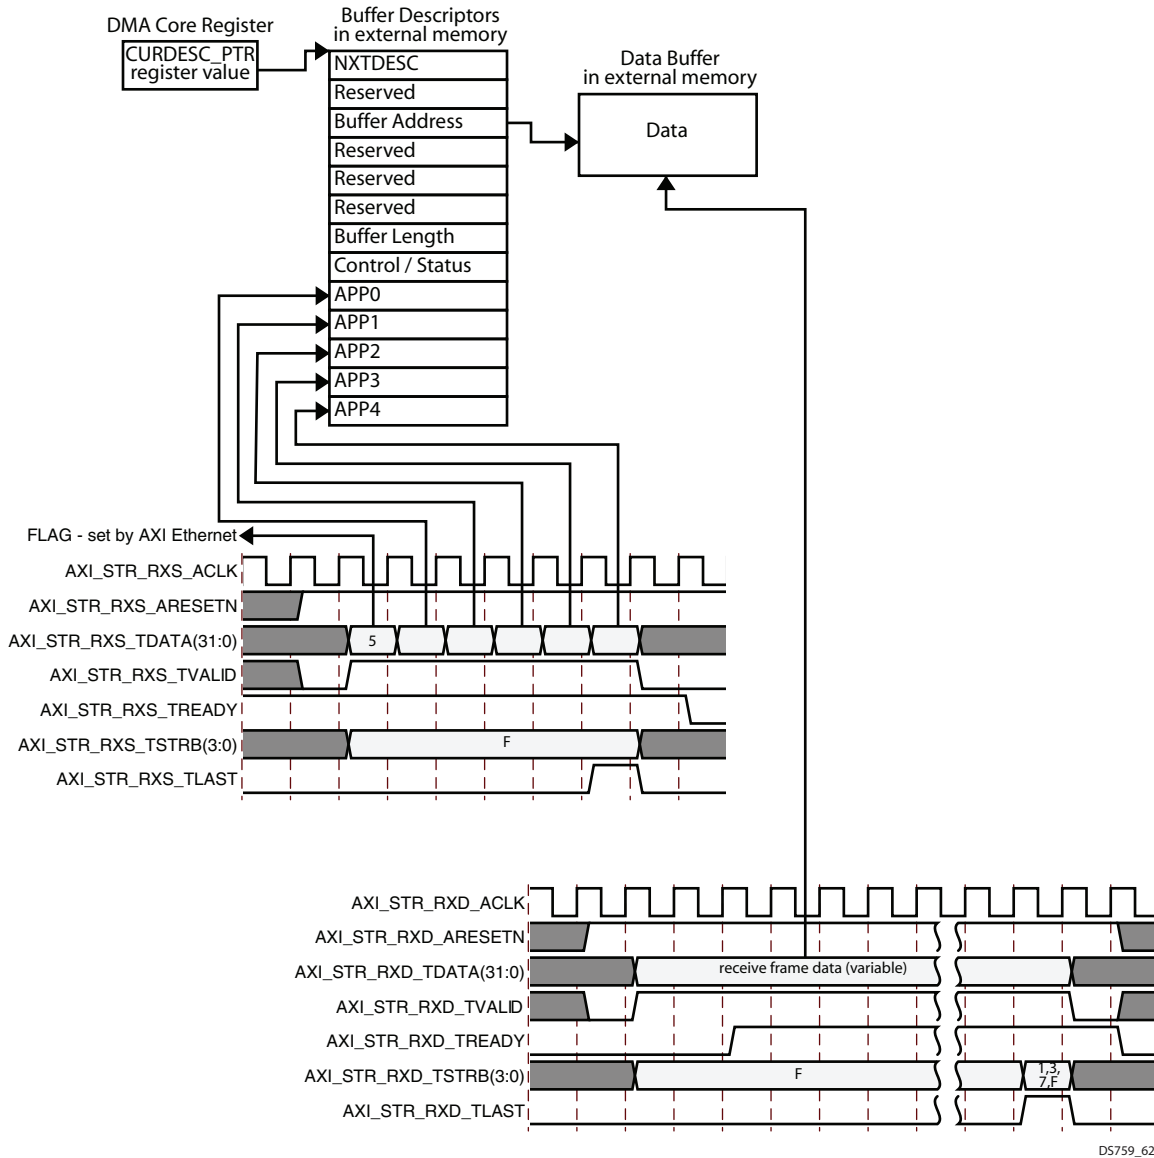 DMA Core Register
CURDESC_PTR
register value
Buffer Descriptors
in external memory
NXTDESC
Reserved
Buffer Address
Reserved
Reserved
Reserved
Buffer Length
Control / Status
APP0
APP1
APP2
APP3
APP4
Data Buffer
in external memory
Data
FLAG - set by AXI Ethernet
AXI_STR_RXS_ACLK
AXI_STR_RXS_ARESETN
AXI_STR_RXS_TDATA(31:0)
5
AXI_STR_RXS_TVALID
AXI_STR_RXS_TREADY
AXI_STR_RXS_TSTRB(3:0)
F
AXI_STR_RXS_TLAST
AXI_STR_RXD_ACLK
AXI_STR_RXD_ARESETN
AXI_STR_RXD_TDATA(31:0)
receive frame data (variable)
AXI_STR_RXD_TVALID
AXI_STR_RXD_TREADY
AXI_STR_RXD_TSTRB(3:0)
F
1,3,
7,F
AXI_STR_RXD_TLAST
DS759_62